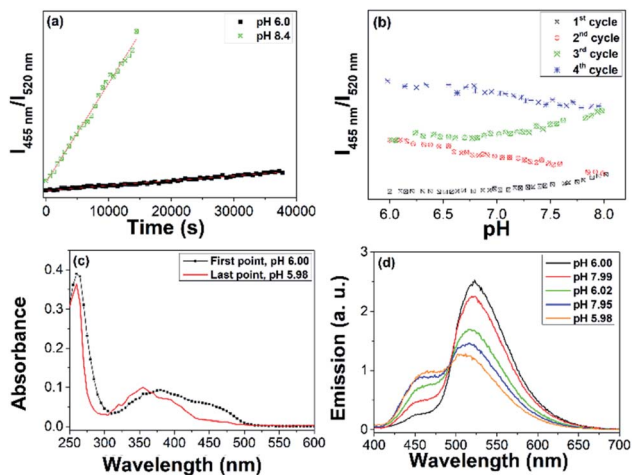 (a)
pH 6.0
pH 8.4
I455 nm/I520 nm
0 10000 20000 30000 40000
Time (s)
(b)
1st cycle
2nd cycle
3rd cycle
4th cycle
I455 nm/I520 nm
6.0 6.5 7.0 7.5 8.0
pH
(c)
First point, pH 6.00
Last point, pH 5.98
Absorbance
0.4
0.3
0.2
0.1
0.0
250 300 350 400 450 500 550 600
Wavelength (nm)
(d)
pH 6.00
pH 7.99
pH 6.02
pH 7.95
pH 5.98
Emission (a. u.)
3
2
1
0
400 450 500 550 600 650 700
Wavelength (nm)